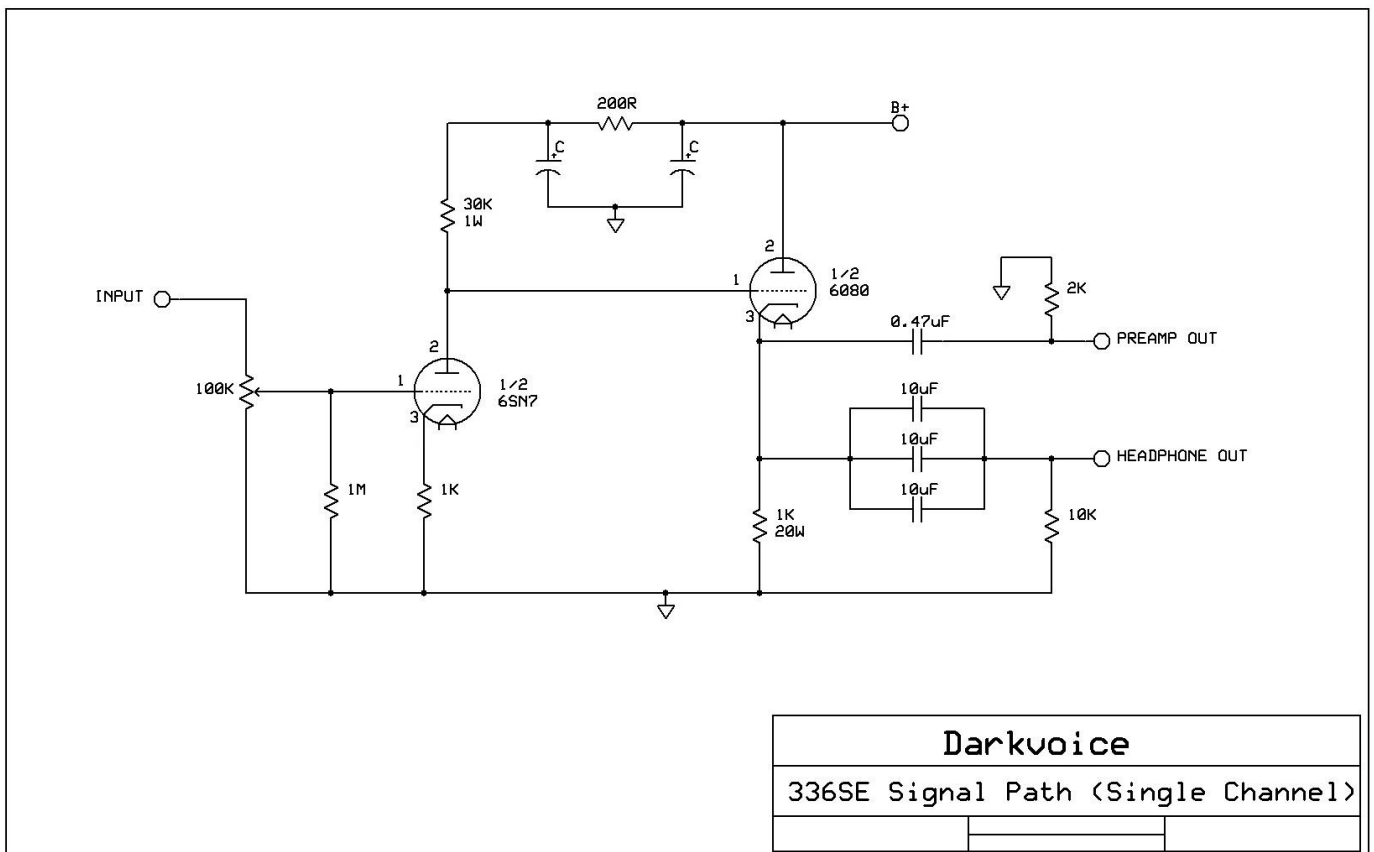 200R
B+
C
C
30K
1W
2
1
1/2
6080
3
INPUT
2K
0.47uF
PREAMP OUT
2
100K
1
1/2
6SN7
3
10uF
10uF
HEADPHONE OUT
10uF
1M
1K
1K
20W
10K
Darkvoice
336SE Signal Path (Single Channel)